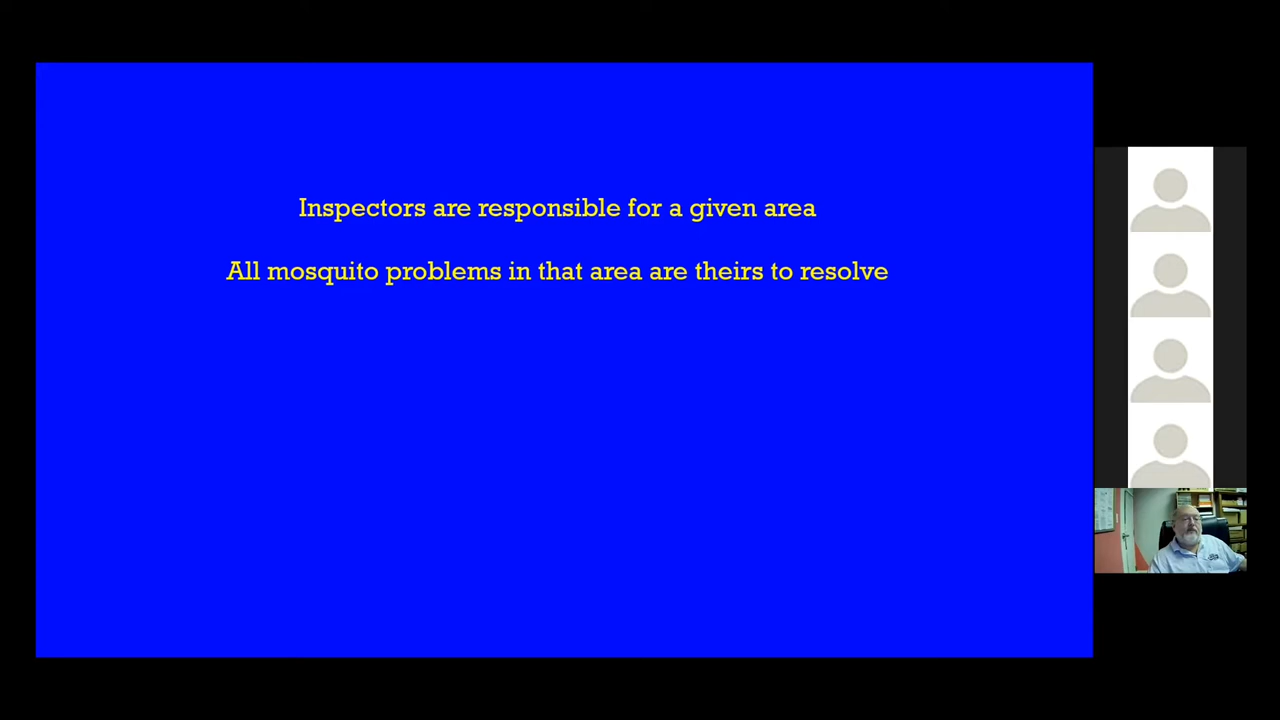 Inspectors are responsible for a given area
All mosquito problems in that area are theirs to resolve